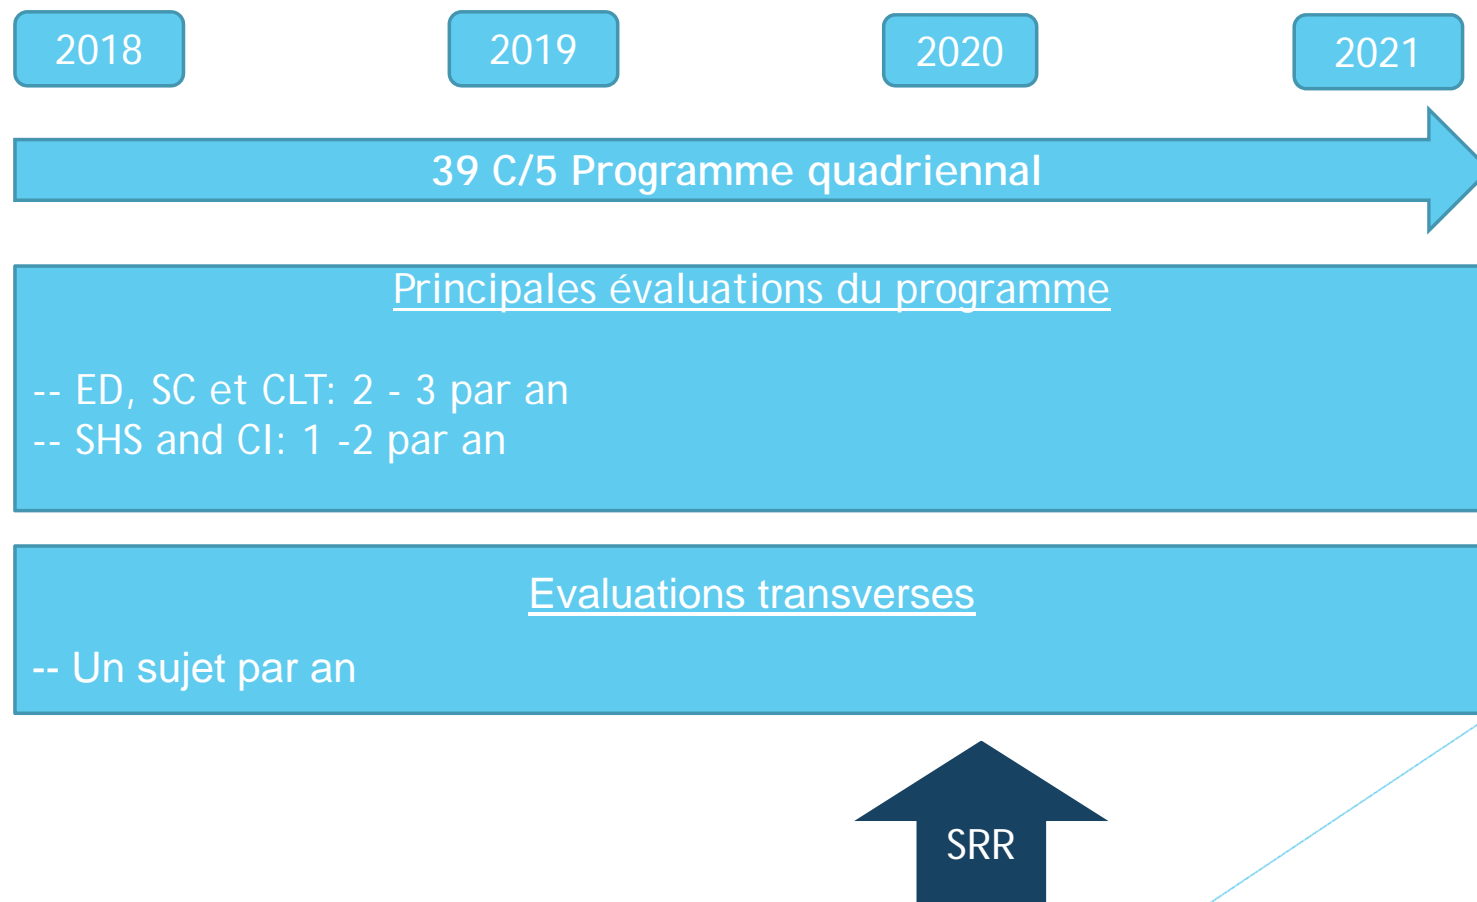 2018
2019
2020
2021
39 C/5 Programme quadriennal
Principales évaluations du programme
-- ED, SC et CLT: 2 - 3 par an
-- SHS and CI: 1 -2 par an
Evaluations transverses
-- Un sujet par an
SRR